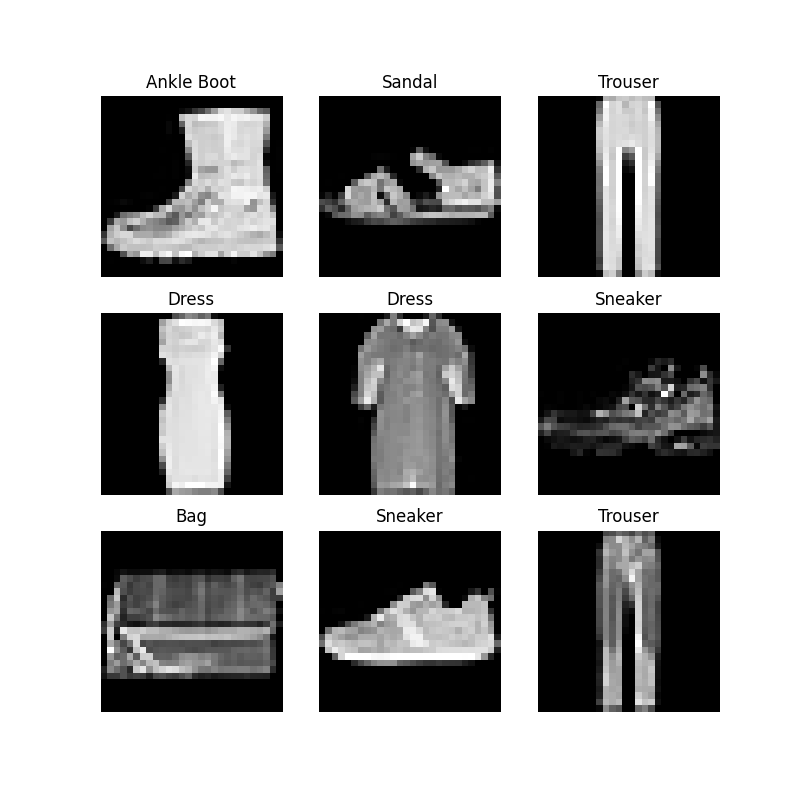 Ankle Boot
Sandal
Trouser
Dress
Dress
Sneaker
Bag
Sneaker
Trouser